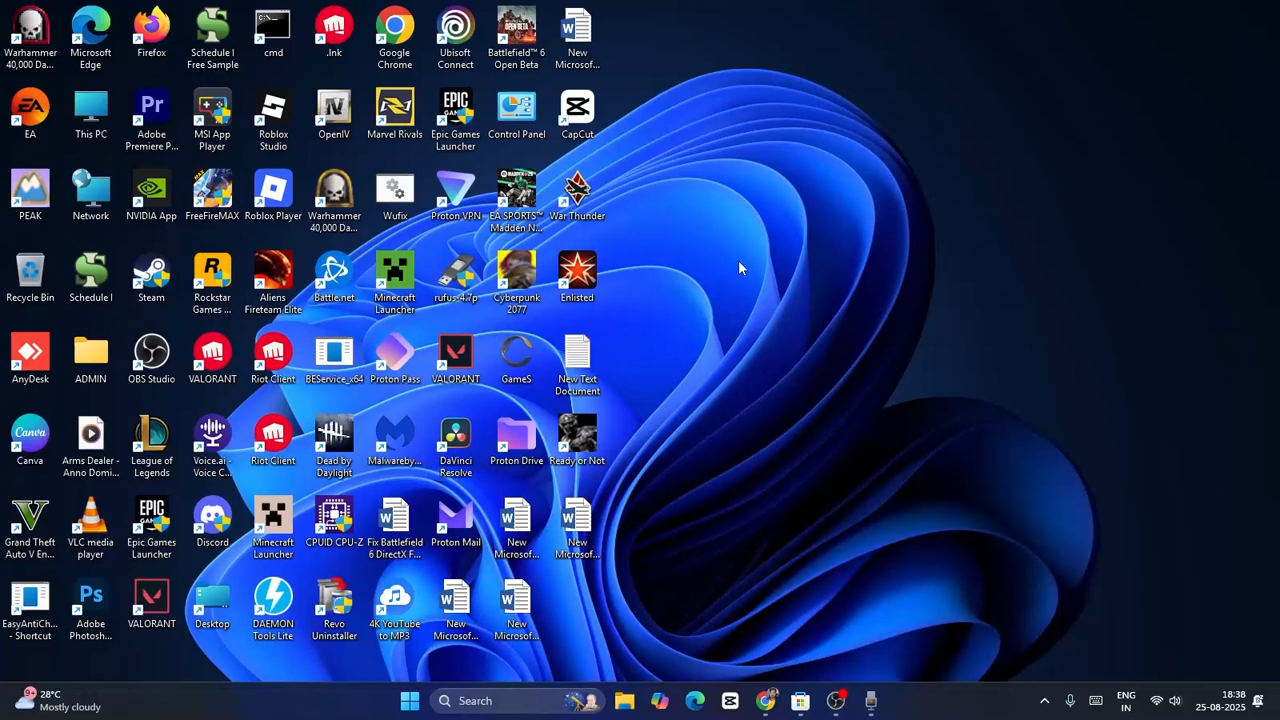 Warhammer 40,000 Da...
Microsoft Edge
Firefox
Schedule I Free Sample
cmd
.lnk
Google Chrome
Ubisoft Connect
Battlefield™ 6 Open Beta
New Microsof...
EA
This PC
Adobe Premiere P...
MSI App Player
Roblox Studio
OpenIV
Marvel Rivals
Epic Games Launcher
Control Panel
CapCut
PEAK
Network
NVIDIA App
FreeFireMAX
Roblox Player
Warhammer 40,000 Da...
Wufix
Proton VPN
EA SPORTS™ Madden N...
War Thunder
Recycle Bin
Schedule I
Steam
Rockstar Games ...
Aliens Fireteam Elite
Battle.net
Minecraft Launcher
rufus-4.7p
Cyberpunk 2077
Enlisted
AnyDesk
ADMIN
OBS Studio
VALORANT
Riot Client
BEService_x64
Proton Pass
VALORANT
GameS
New Text Document
Canva
Arms Dealer - Anno Domi...
League of Legends
Voice.ai - Voice C...
Riot Client
Dead by Daylight
Malwareby...
DaVinci Resolve
Proton Drive
Ready or Not
Grand Theft Auto V En...
VLC media player
Epic Games Launcher
Discord
Minecraft Launcher
CPUID CPU-Z
Fix Battlefield 6 DirectX F...
Proton Mail
New Microsof...
New Microsof...
EasyAntiCh... - Shortcut
Adobe Photosh...
VALORANT
Desktop
DAEMON Tools Lite
Revo Uninstaller
4K YouTube to MP3
New Microsof...
New Microsof...
28°C
Mostly cloudy
Search
ENG
IN
25-08-2025